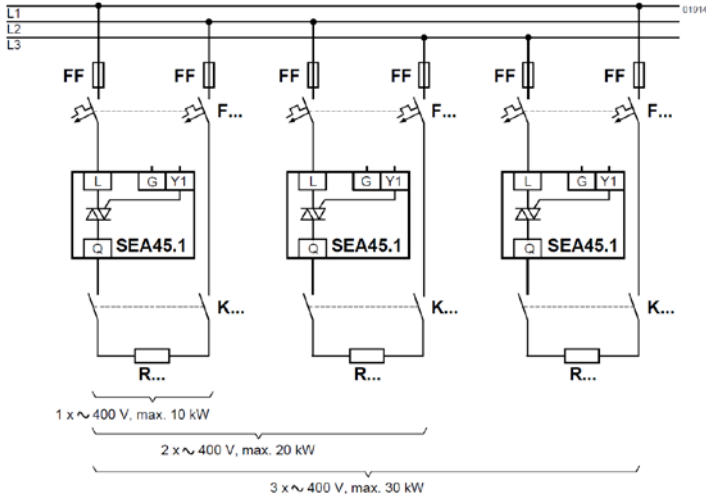 L1
01914
L2
L3
FF FF FF FF FF FF
F... F... F...
L G Y1 L G Y1 L G Y1
Q SEA45.1 Q SEA45.1 Q SEA45.1
K... K... K...
R... R... R...
1 x ~ 400 V, max. 10 kW
2 x ~ 400 V, max. 20 kW
3 x ~ 400 V, max. 30 kW